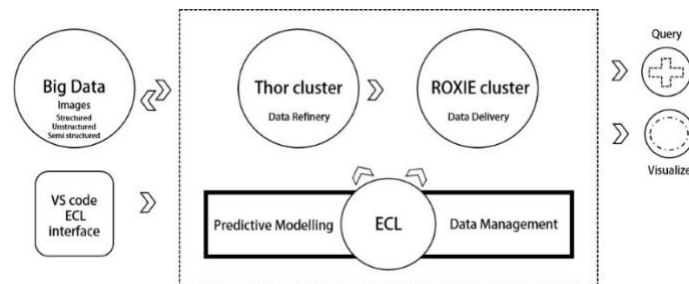 Big Data
Images
Structured
Unstructured
Semi structured
Thor cluster
Data Refinery
ROXIE cluster
Data Delivery
Query
Visualize
VS code
ECL
interface
Predictive Modelling
ECL
Data Management